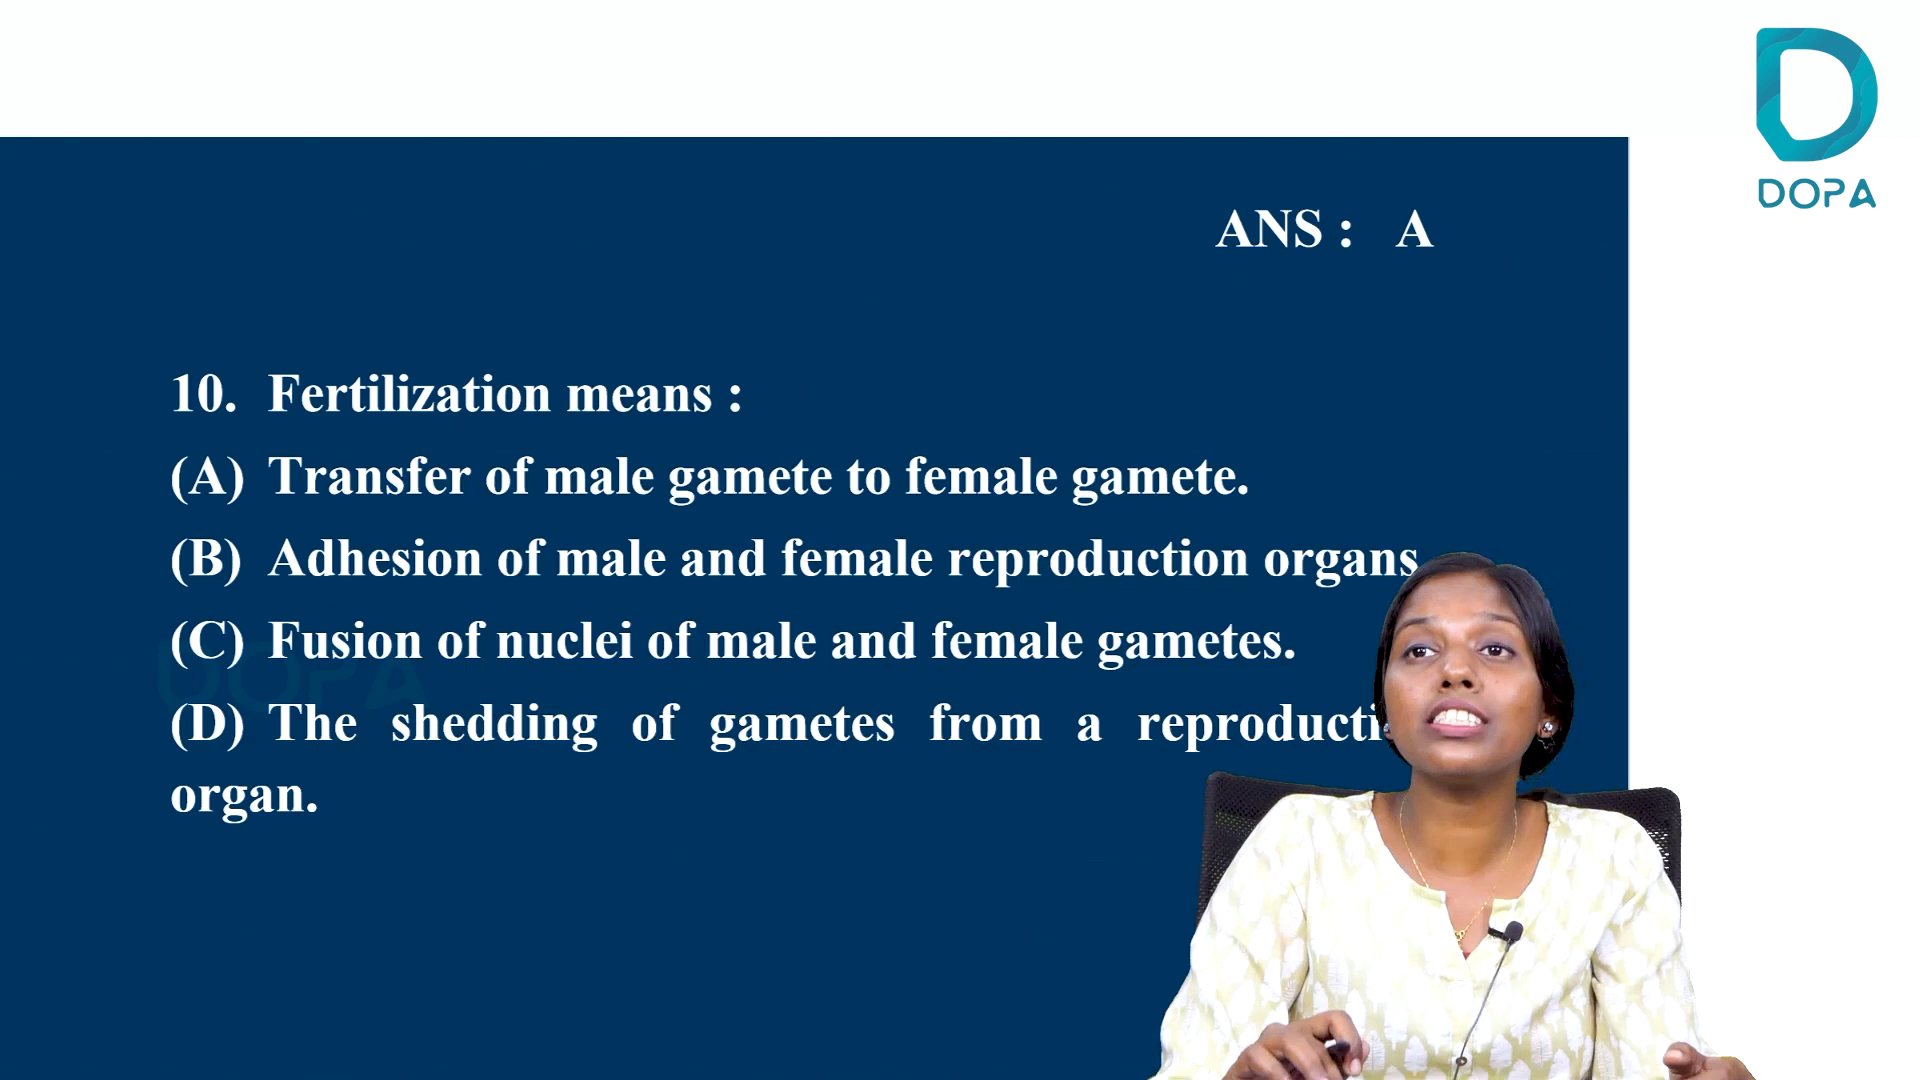 DOPA
ANS : A
10. Fertilization means :
(A) Transfer of male gamete to female gamete.
(B) Adhesion of male and female reproduction organs
(C) Fusion of nuclei of male and female gametes.
DOPA
(D) The shedding of gametes from a
organ.